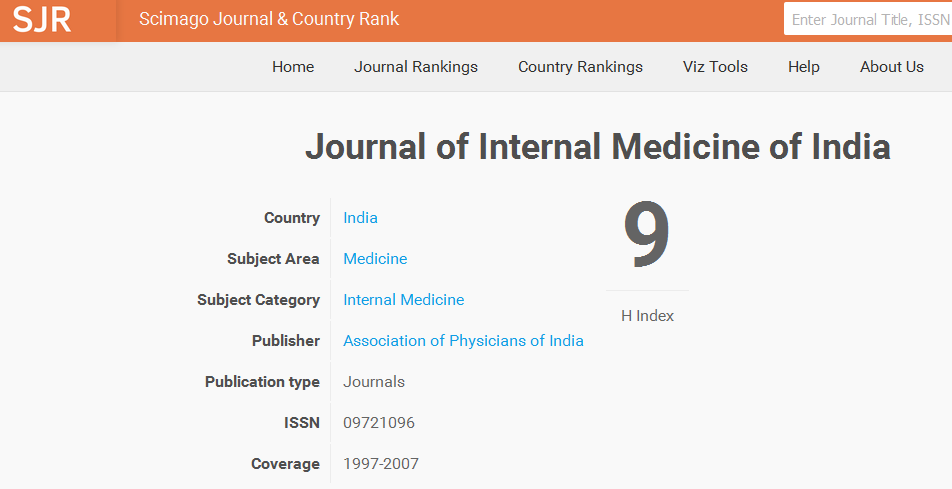 SJR Scimago Journal & Country Rank Enter Journal Title, ISSN
Home Journal Rankings Country Rankings Viz Tools Help About Us
Journal of Internal Medicine of India
Country India
9
Subject Area Medicine
Subject Category Internal Medicine
H Index
Publisher Association of Physicians of India
Publication type Journals
ISSN 09721096
Coverage 1997-2007